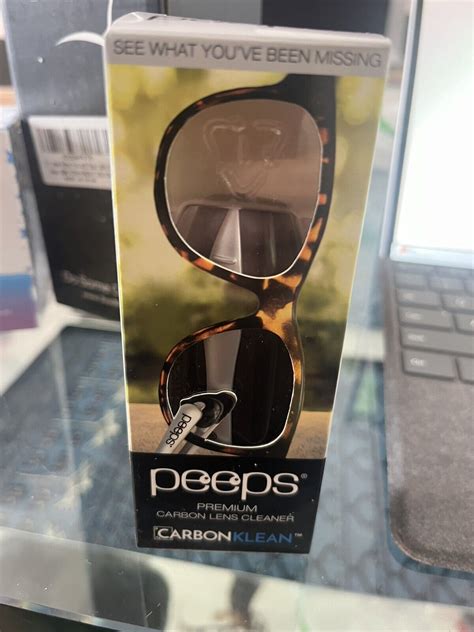 SEE WHAT YOU'VE BEEN MISSING
peeps
peeps®
PREMIUM
CARBON LENS CLEANER
CARBONKLEAN™